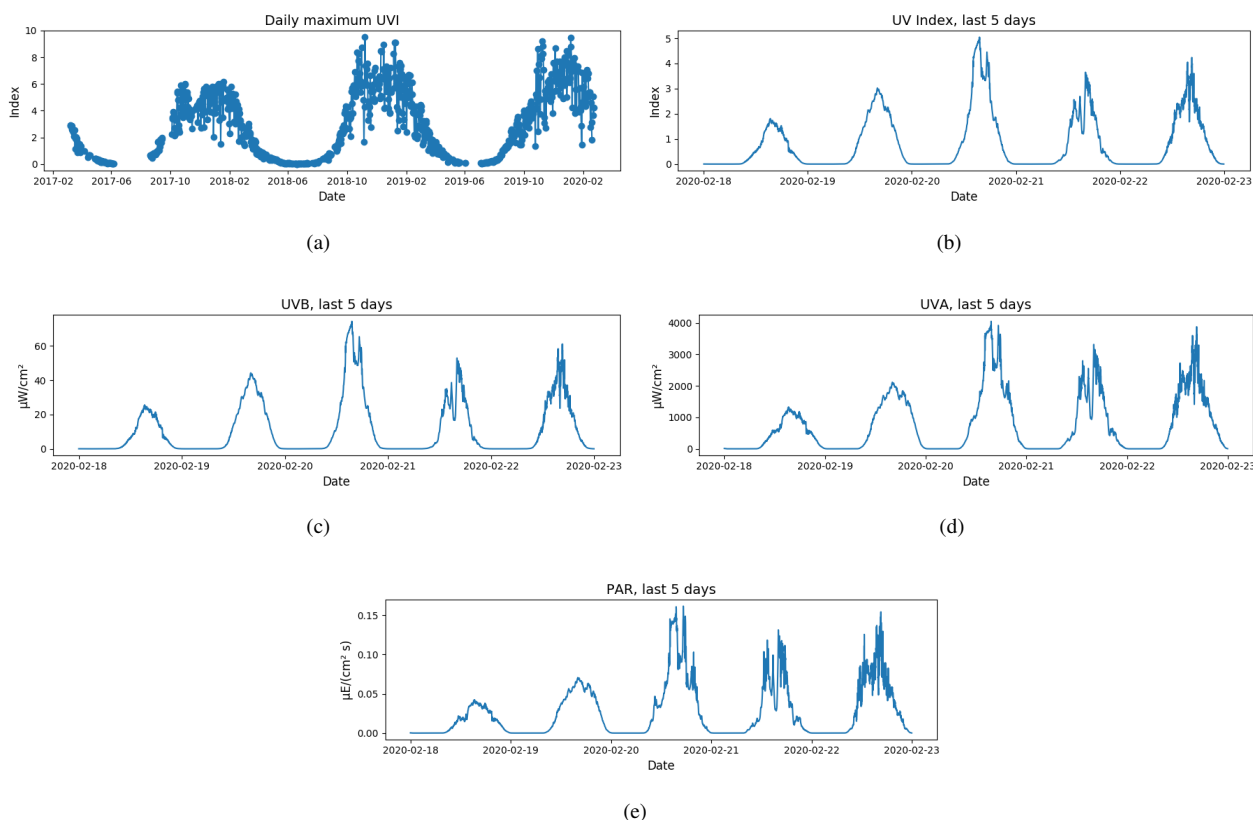 Daily maximum UVI
Index
10
8
6
4
2
0
2017-02 2017-06 2017-10 2018-02 2018-06 2018-10 2019-02 2019-06 2019-10 2020-02
Date
(a)
UV Index, last 5 days
Index
5
4
3
2
1
0
2020-02-18 2020-02-19 2020-02-20 2020-02-21 2020-02-22 2020-02-23
Date
(b)
UVB, last 5 days
µW/cm²
60
40
20
0
2020-02-18 2020-02-19 2020-02-20 2020-02-21 2020-02-22 2020-02-23
Date
(c)
UVA, last 5 days
µW/cm²
4000
3000
2000
1000
0
2020-02-18 2020-02-19 2020-02-20 2020-02-21 2020-02-22 2020-02-23
Date
(d)
PAR, last 5 days
µE/(cm² s)
0.15
0.10
0.05
0.00
2020-02-18 2020-02-19 2020-02-20 2020-02-21 2020-02-22 2020-02-23
Date
(e)